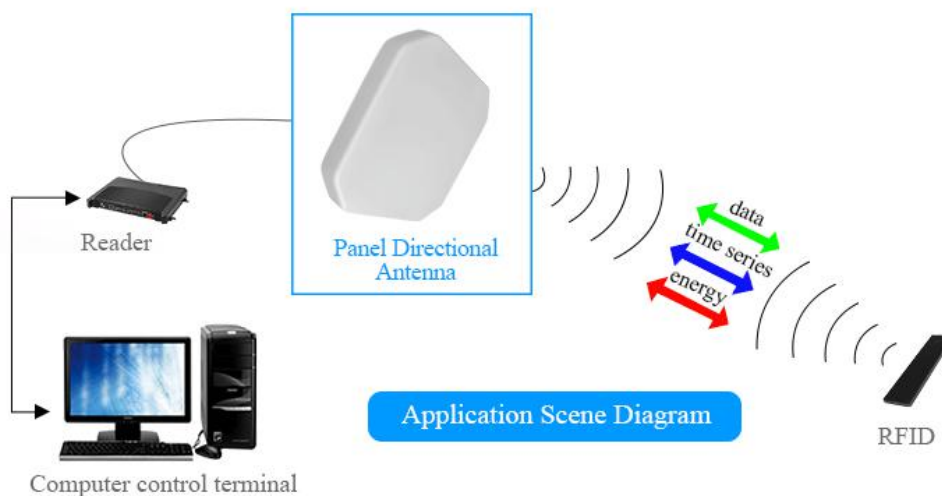 Reader
Panel Directional
Antenna
data
time series
energy
Application Scene Diagram
RFID
Computer control terminal